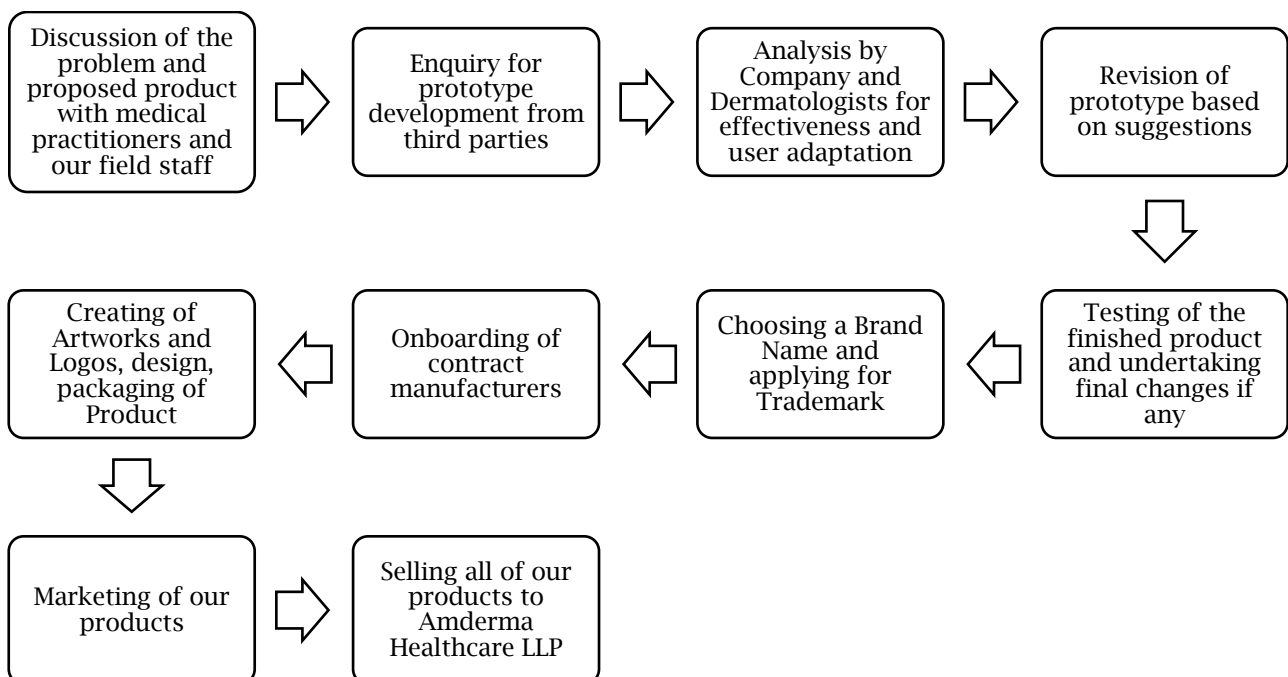 Discussion of the
problem and
proposed product
with medical
practitioners and
our field staff
Enquiry for
prototype
development from
third parties
Analysis by
Company and
Dermatologists for
effectiveness and
user adaptation
Revision of
prototype based
on suggestions
Testing of the
finished product
and undertaking
final changes if
any
Choosing a Brand
Name and
applying for
Trademark
Onboarding of
contract
manufacturers
Creating of
Artworks and
Logos, design,
packaging of
Product
Marketing of our
products
Selling all of our
products to
Amderma
Healthcare LLP